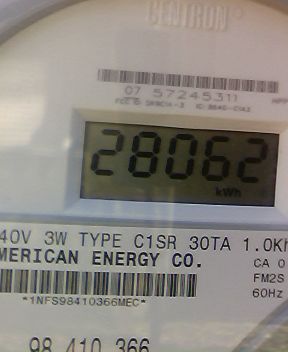 CENTRON®
07 57245311
28062
kWh
40V 3W TYPE C1SR 30TA 1.0Kh
MERICAN ENERGY CO.
CA 0
FM2S
60Hz
*1NFS98410366MEC*
98 410 366